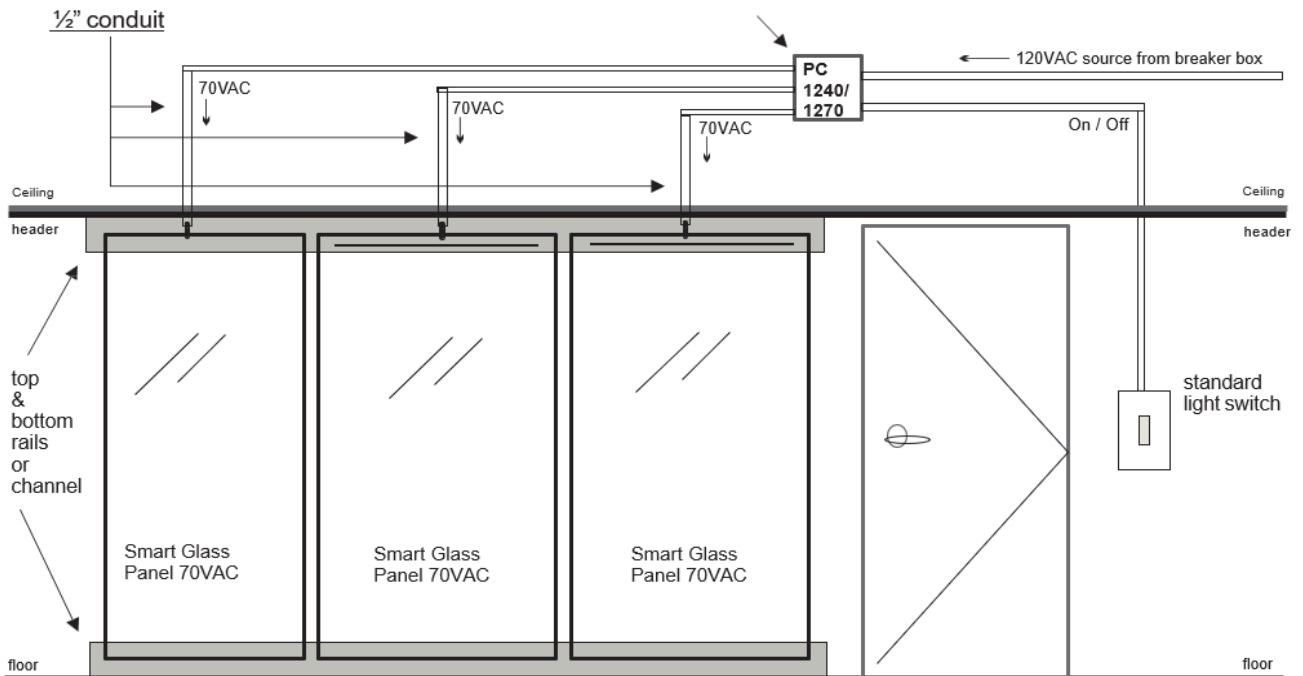 ½” conduit
120VAC source from breaker box
PC
1240/
1270
70VAC
70VAC
70VAC
On / Off
Ceiling
Ceiling
header
header
top
&
bottom
rails
or
channel
standard
light switch
Smart Glass
Panel 70VAC
Smart Glass
Panel 70VAC
Smart Glass
Panel 70VAC
floor
floor